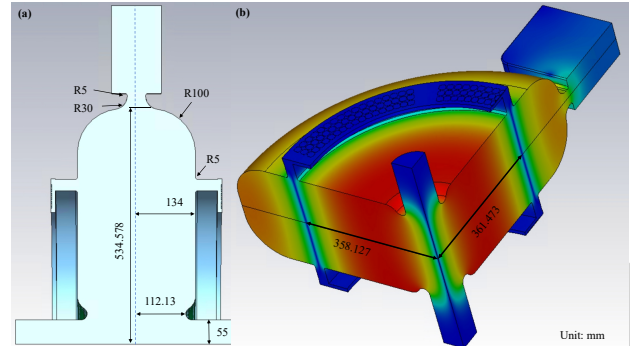 (a)
R5
R100
R30
R5
134
534.578
112.13
55
(b)
358.127
361.473
Unit: mm